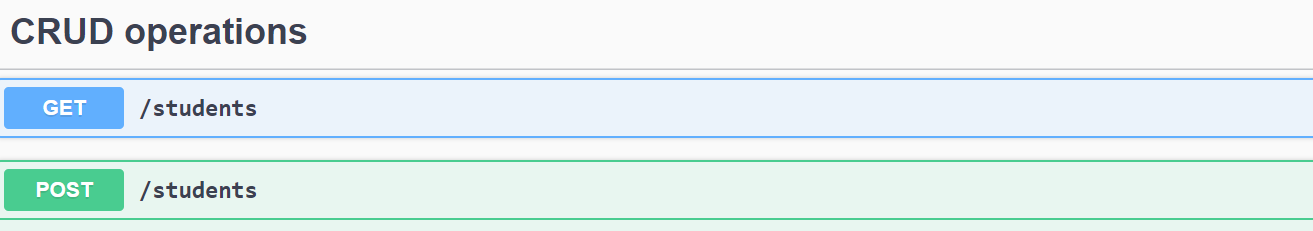 CRUD operations
GET /students
POST /students